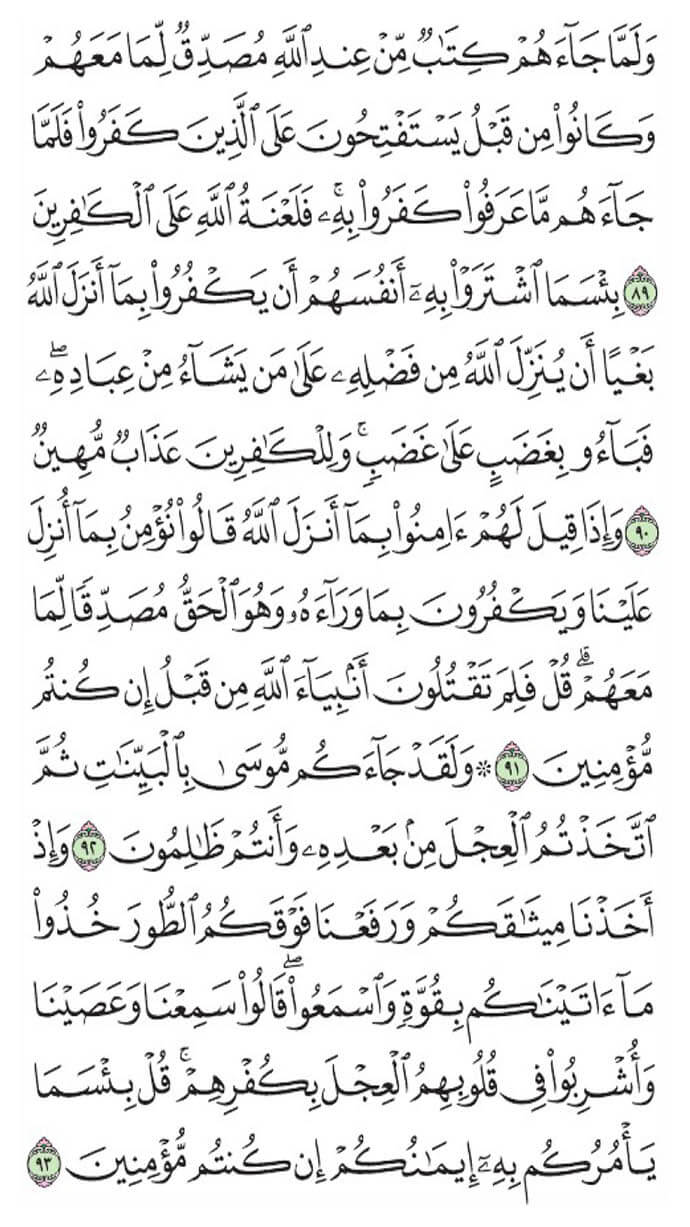 وَلَمَّا جَآءَهُمۡ كِتَٰبٞ مِّنۡ عِندِ ٱللَّهِ مُصَدِّقٞ لِّمَا مَعَهُمۡ
وَكَانُواْ مِن قَبۡلُ يَسۡتَفۡتِحُونَ عَلَى ٱلَّذِينَ كَفَرُواْ فَلَمَّا
جَآءَهُم مَّا عَرَفُواْ كَفَرُواْ بِهِۦۚ فَلَعۡنَةُ ٱللَّهِ عَلَى ٱلۡكَٰفِرِينَ
٨٩ بِئۡسَمَا ٱشۡتَرَوۡاْ بِهِۦٓ أَنفُسَهُمۡ أَن يَكۡفُرُواْ بِمَآ أَنزَلَ ٱللَّهُ
بَغۡيًا أَن يُنَزِّلَ ٱللَّهُ مِن فَضۡلِهِۦ عَلَىٰ مَن يَشَآءُ مِنۡ عِبَادِهِۦۖ
فَبَآءُو بِغَضَبٍ عَلَىٰ غَضَبٖۚ وَلِلۡكَٰفِرِينَ عَذَابٞ مُّهِينٞ
٩٠ وَإِذَا قِيلَ لَهُمۡ ءَامِنُواْ بِمَآ أَنزَلَ ٱللَّهُ قَالُواْ نُؤۡمِنُ بِمَآ أُنزِلَ
عَلَيۡنَا وَيَكۡفُرُونَ بِمَا وَرَآءَهُۥ وَهُوَ ٱلۡحَقُّ مُصَدِّقٗا لِّمَا
مَعَهُمۡۗ قُلۡ فَلِمَ تَقۡتُلُونَ أَنۢبِيَآءَ ٱللَّهِ مِن قَبۡلُ إِن كُنتُم
مُّؤۡمِنِينَ ٩١ * وَلَقَدۡ جَآءَكُم مُّوسَىٰ بِٱلۡبَيِّنَٰتِ ثُمَّ
ٱتَّخَذۡتُمُ ٱلۡعِجۡلَ مِنۢ بَعۡدِهِۦ وَأَنتُمۡ ظَٰلِمُونَ ٩٢ وَإِذۡ
أَخَذۡنَا مِيثَٰقَكُمۡ وَرَفَعۡنَا فَوۡقَكُمُ ٱلطُّورَ خُذُواْ
مَآ ءَاتَيۡنَٰكُم بِقُوَّةٖ وَٱسۡمَعُواْۖ قَالُواْ سَمِعۡنَا وَعَصَيۡنَا
وَأُشۡرِبُواْ فِي قُلُوبِهِمُ ٱلۡعِجۡلَ بِكُفۡرِهِمۡۚ قُلۡ بِئۡسَمَا
يَأۡمُرُكُم بِهِۦٓ إِيمَٰنُكُمۡ إِن كُنتُم مُّؤۡمِنِينَ ٩٣